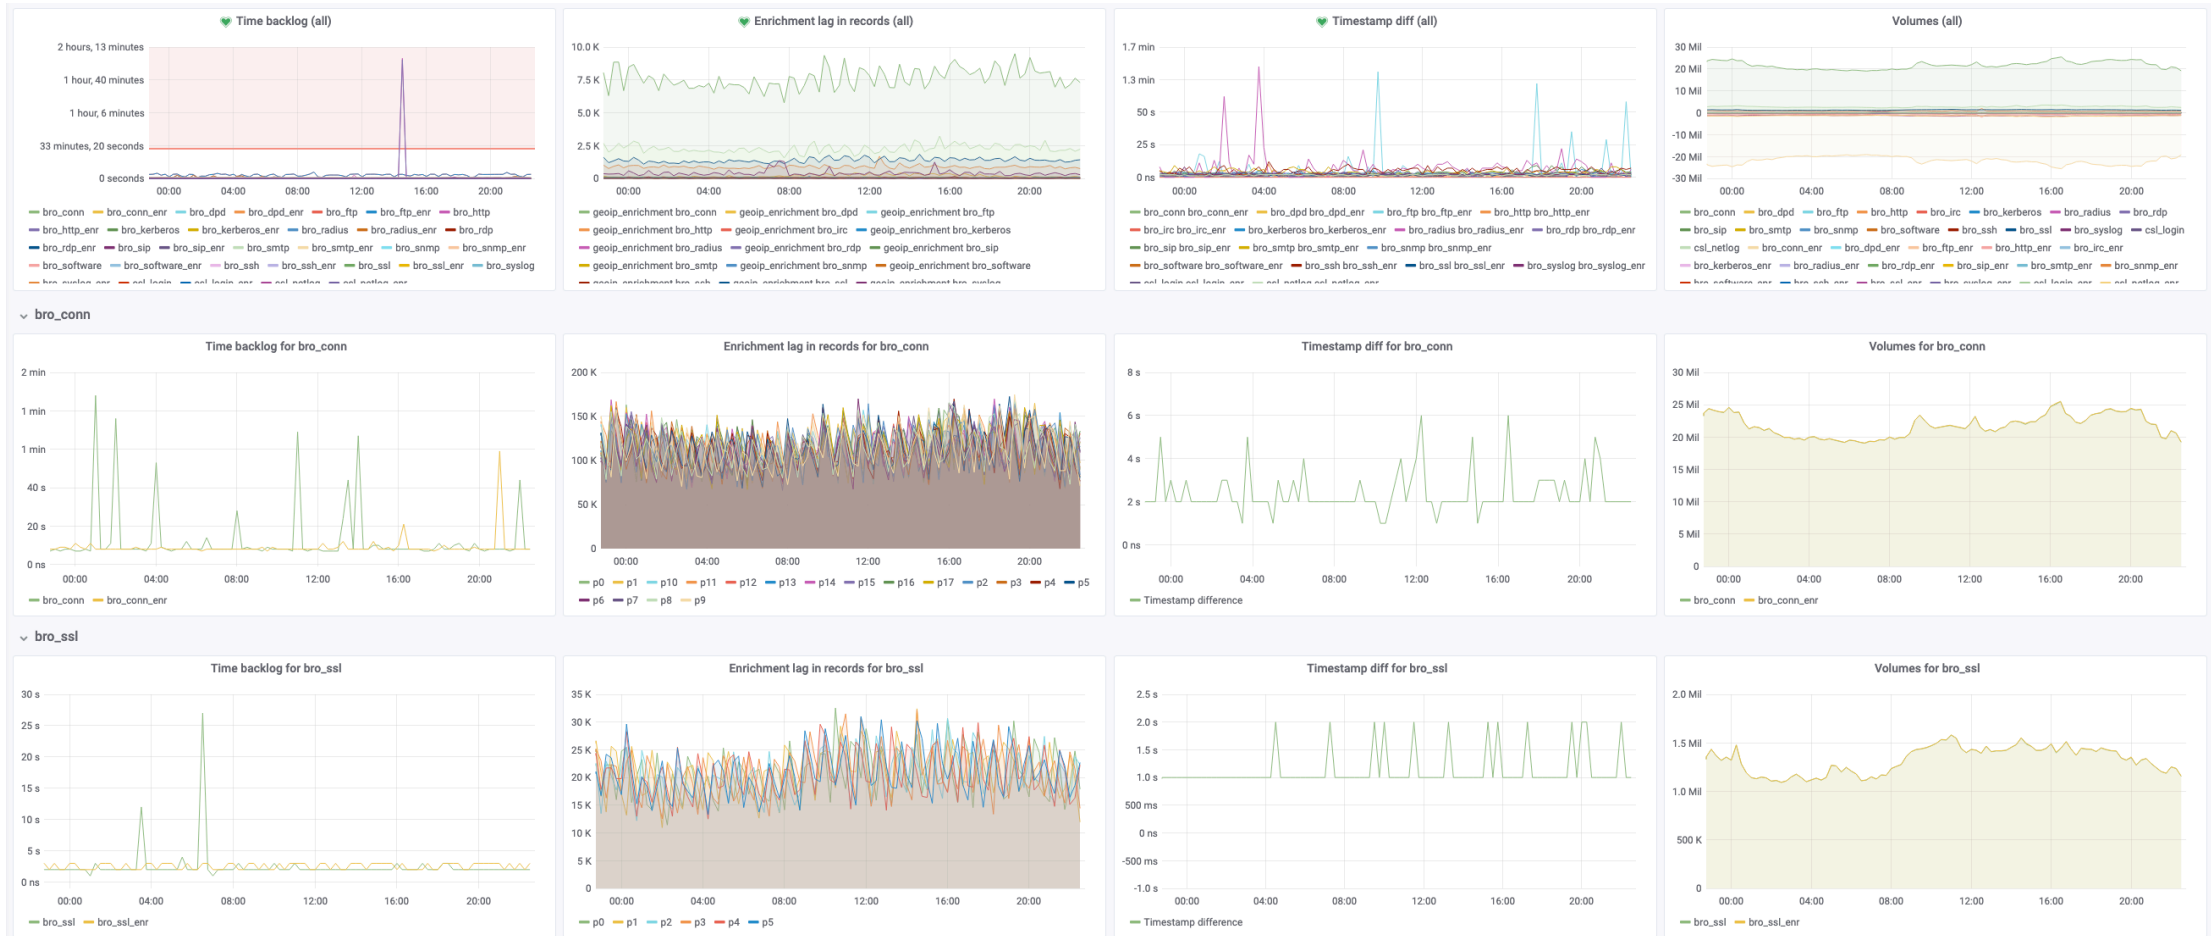 Time backlog (all)
2 hours, 13 minutes
1 hour, 40 minutes
1 hour, 6 minutes
33 minutes, 20 seconds
0 seconds
00:00 04:00 08:00 12:00 16:00 20:00
bro_conn bro_conn_enr bro_dpd bro_dpd_enr bro_ftp bro_ftp_enr bro_http
bro_http_enr bro_kerberos bro_kerberos_enr bro_radius bro_radius_enr bro_rdp
bro_rdp_enr bro_sip bro_sip_enr bro_smtp bro_smtp_enr bro_snmp bro_snmp_enr
bro_software bro_software_enr bro_ssh bro_ssh_enr bro_ssl bro_ssl_enr bro_syslog
bro_syslog_enr csl_login csl_login_enr csl_netlog csl_netlog_enr
Enrichment lag in records (all)
10.0 K
7.5 K
5.0 K
2.5 K
0
00:00 04:00 08:00 12:00 16:00 20:00
geoip_enrichment bro_conn geoip_enrichment bro_dpd geoip_enrichment bro_ftp
geoip_enrichment bro_http geoip_enrichment bro_irc geoip_enrichment bro_kerberos
geoip_enrichment bro_radius geoip_enrichment bro_rdp geoip_enrichment bro_sip
geoip_enrichment bro_smtp geoip_enrichment bro_snmp geoip_enrichment bro_software
geoip_enrichment bro_ssh geoip_enrichment bro_ssl geoip_enrichment bro_syslog
Timestamp diff (all)
1.7 min
1.3 min
50 s
25 s
0 ns
00:00 04:00 08:00 12:00 16:00 20:00
bro_conn bro_conn_enr bro_dpd bro_dpd_enr bro_ftp bro_ftp_enr bro_http bro_http_enr
bro_irc bro_irc_enr bro_kerberos bro_kerberos_enr bro_radius bro_radius_enr bro_rdp bro_rdp_enr
bro_sip bro_sip_enr bro_smtp bro_smtp_enr bro_snmp bro_snmp_enr
bro_software bro_software_enr bro_ssh bro_ssh_enr bro_ssl bro_ssl_enr bro_syslog bro_syslog_enr
csl_login csl_login_enr csl_netlog csl_netlog_enr
Volumes (all)
30 Mil
20 Mil
10 Mil
0
-10 Mil
-20 Mil
-30 Mil
00:00 04:00 08:00 12:00 16:00 20:00
bro_conn bro_dpd bro_ftp bro_http bro_irc bro_kerberos bro_radius bro_rdp
bro_sip bro_smtp bro_snmp bro_software bro_ssh bro_ssl bro_syslog csl_login
csl_netlog bro_conn_enr bro_dpd_enr bro_ftp_enr bro_http_enr bro_irc_enr
bro_kerberos_enr bro_radius_enr bro_rdp_enr bro_sip_enr bro_smtp_enr bro_snmp_enr
bro_software_enr bro_ssh_enr bro_ssl_enr bro_syslog_enr csl_login_enr csl_netlog_enr
bro_conn
Time backlog for bro_conn
2 min
1 min
1 min
40 s
20 s
0 ns
00:00 04:00 08:00 12:00 16:00 20:00
bro_conn bro_conn_enr
Enrichment lag in records for bro_conn
200 K
150 K
100 K
50 K
0
00:00 04:00 08:00 12:00 16:00 20:00
p0 p1 p10 p11 p12 p13 p14 p15 p16 p17 p2 p3 p4 p5
p6 p7 p8 p9
Timestamp diff for bro_conn
8 s
6 s
4 s
2 s
0 ns
00:00 04:00 08:00 12:00 16:00 20:00
Timestamp difference
Volumes for bro_conn
30 Mil
25 Mil
20 Mil
15 Mil
10 Mil
5 Mil
0
00:00 04:00 08:00 12:00 16:00 20:00
bro_conn bro_conn_enr
bro_ssl
Time backlog for bro_ssl
30 s
25 s
20 s
15 s
10 s
5 s
0 ns
00:00 04:00 08:00 12:00 16:00 20:00
bro_ssl bro_ssl_enr
Enrichment lag in records for bro_ssl
35 K
30 K
25 K
20 K
15 K
10 K
5 K
0
00:00 04:00 08:00 12:00 16:00 20:00
p0 p1 p2 p3 p4 p5
Timestamp diff for bro_ssl
2.5 s
2.0 s
1.5 s
1.0 s
500 ms
0 ns
-500 ms
-1.0 s
00:00 04:00 08:00 12:00 16:00 20:00
Timestamp difference
Volumes for bro_ssl
2.0 Mil
1.5 Mil
1.0 Mil
500 K
0
00:00 04:00 08:00 12:00 16:00 20:00
bro_ssl bro_ssl_enr